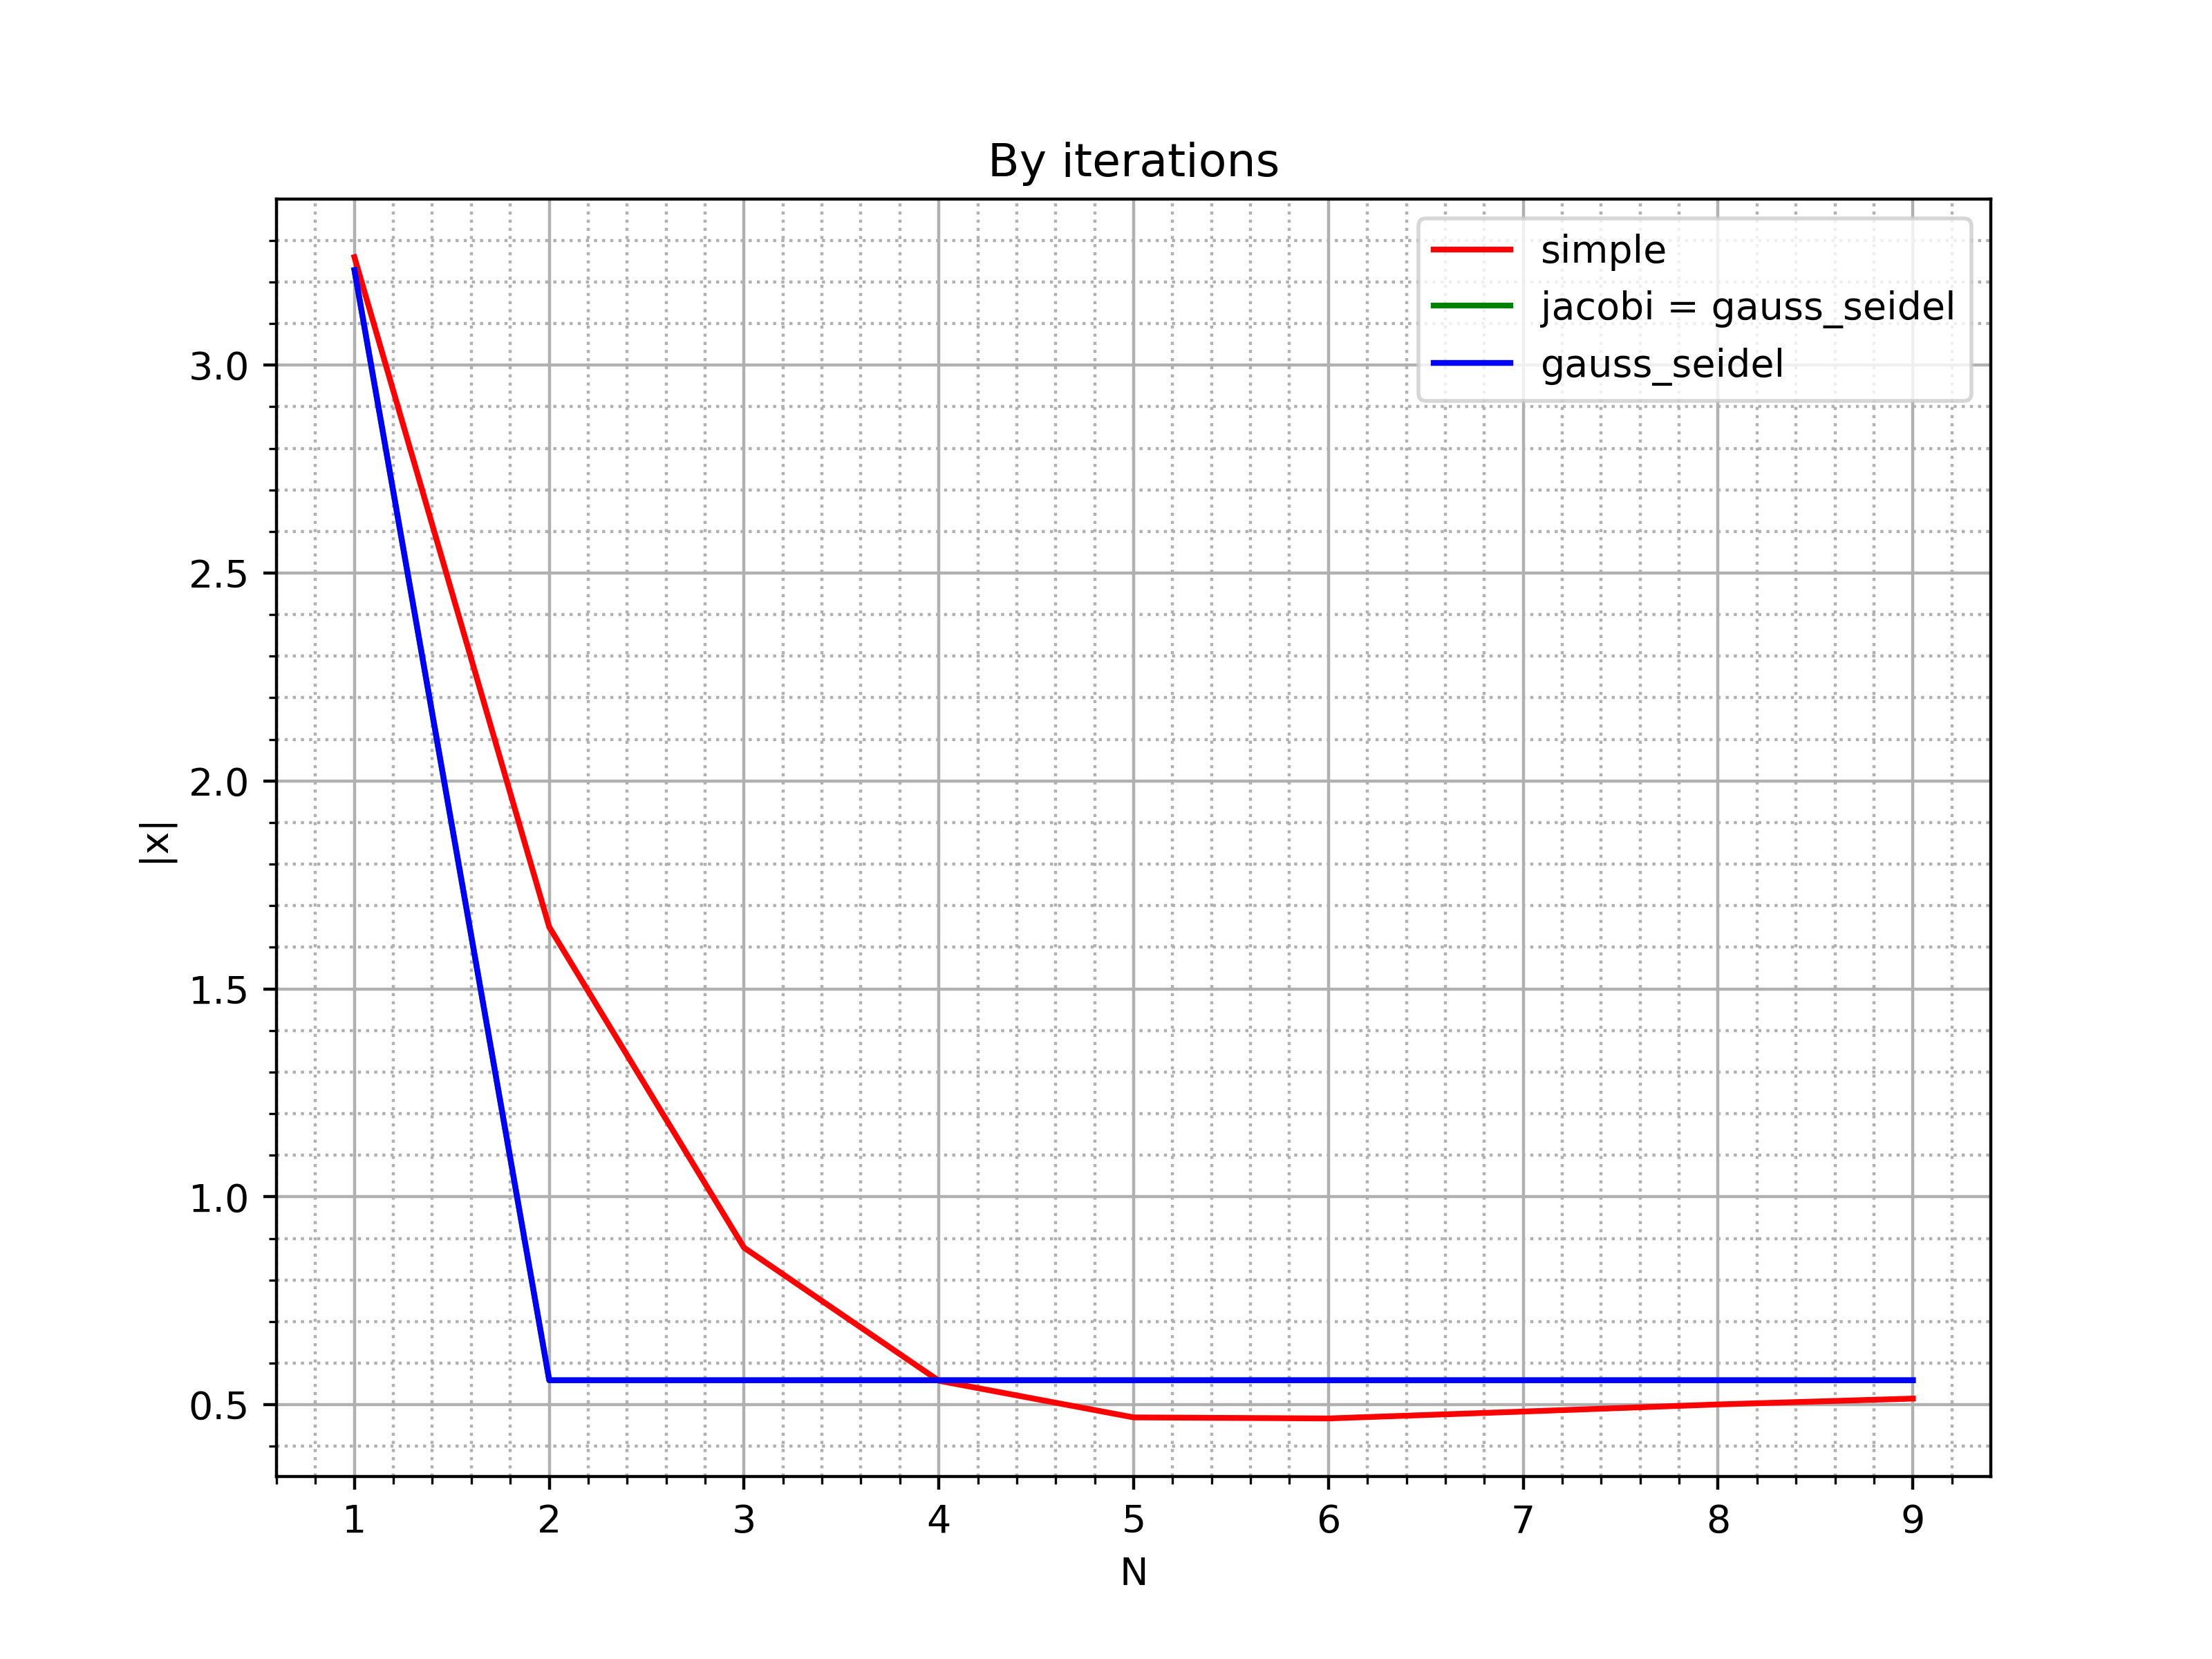 By iterations
simple
jacobi = gauss_seidel
gauss_seidel
3.0
2.5
2.0
1.5
1.0
0.5
|x|
1 2 3 4 5 6 7 8 9
N